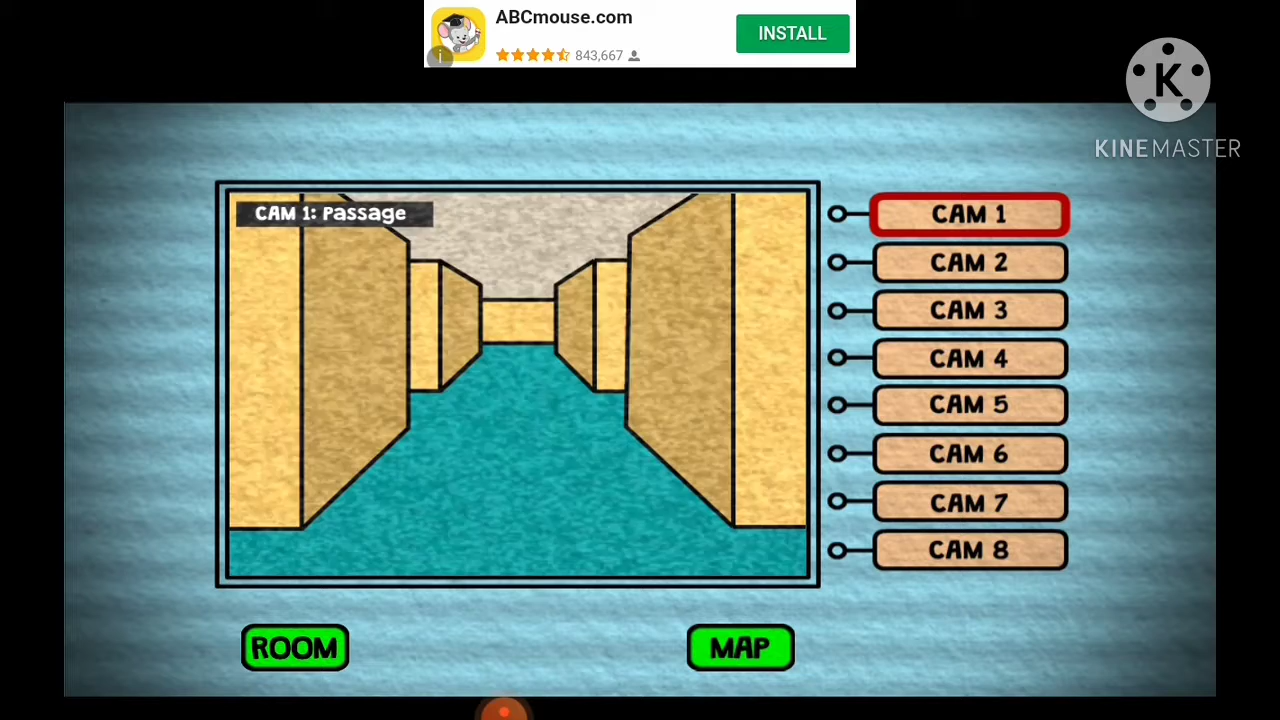 ABCmouse.com
INSTALL
843,667
K
KINEMASTER
CAM 1: Passage
CAM 1
CAM 2
CAM 3
CAM 4
CAM 5
CAM 6
CAM 7
CAM 8
ROOM
MAP